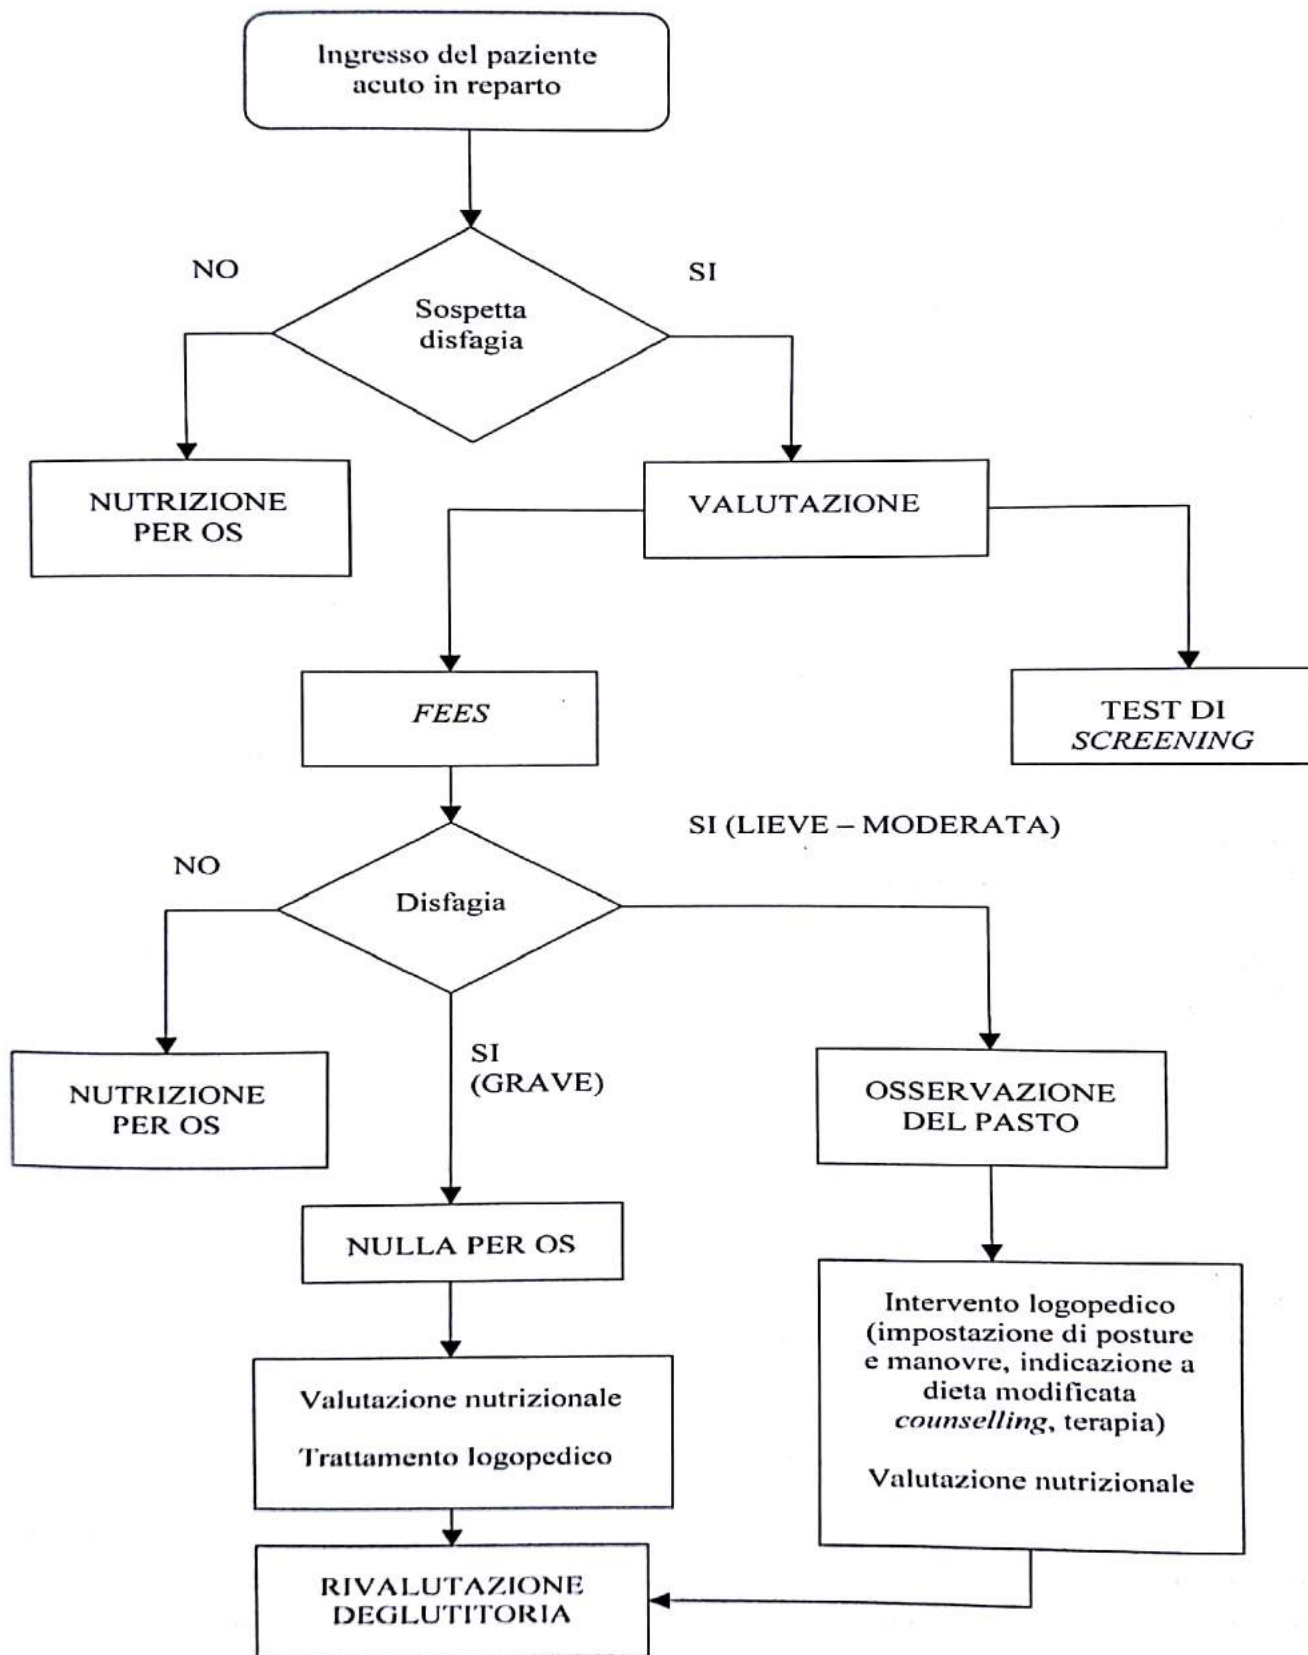 Ingresso del paziente
acuto in reparto
NO
SI
Sospetta
disfagia
NUTRIZIONE
PER OS
VALUTAZIONE
FEES
TEST DI
SCREENING
SI (LIEVE – MODERATA)
NO
Disfagia
SI
(GRAVE)
NUTRIZIONE
PER OS
OSSERVAZIONE
DEL PASTO
NULLA PER OS
Intervento logopedico
(impostazione di posture
e manovre, indicazione a
dieta modificata
counselling, terapia)
Valutazione nutrizionale
Valutazione nutrizionale
Trattamento logopedico
RIVALUTAZIONE
DEGLUTITORIA